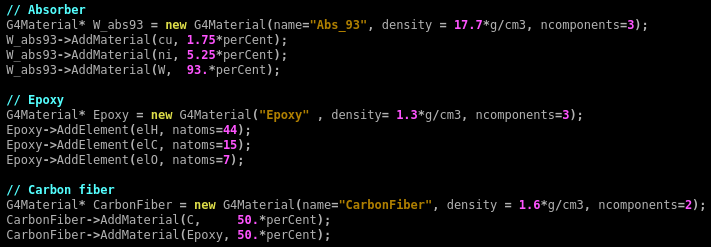 // Absorber
G4Material* W_abs93 = new G4Material(name="Abs_93", density = 17.7*g/cm3, ncomponents=3);
W_abs93->AddMaterial(cu, 1.75*perCent);
W_abs93->AddMaterial(ni, 5.25*perCent);
W_abs93->AddMaterial(W,  93.*perCent);
// Epoxy
G4Material* Epoxy = new G4Material("Epoxy" , density= 1.3*g/cm3, ncomponents=3);
Epoxy->AddElement(elH, natoms=44);
Epoxy->AddElement(elC, natoms=15);
Epoxy->AddElement(elO, natoms=7);
// Carbon fiber
G4Material* CarbonFiber = new G4Material(name="CarbonFiber", density = 1.6*g/cm3, ncomponents=2);
CarbonFiber->AddMaterial(C,     50.*perCent);
CarbonFiber->AddMaterial(Epoxy, 50.*perCent);